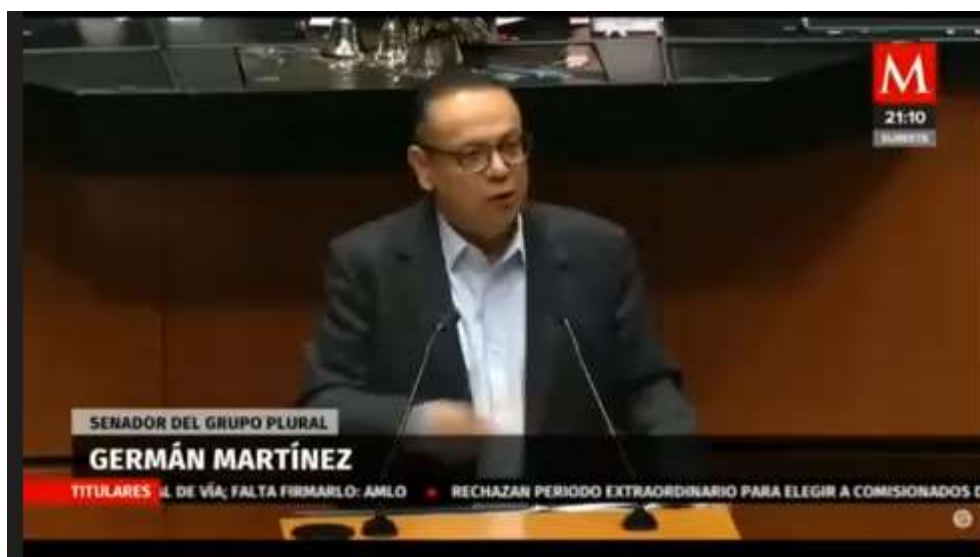 M
21:10
SENADOR DEL GRUPO PLURAL
GERMÁN MARTÍNEZ
TITULARES
AL DE VÍA; FALTA FIRMARLO: AMLO • RECHAZAN PERIODO EXTRAORDINARIO PARA ELEGIR A COMISIONADOS D